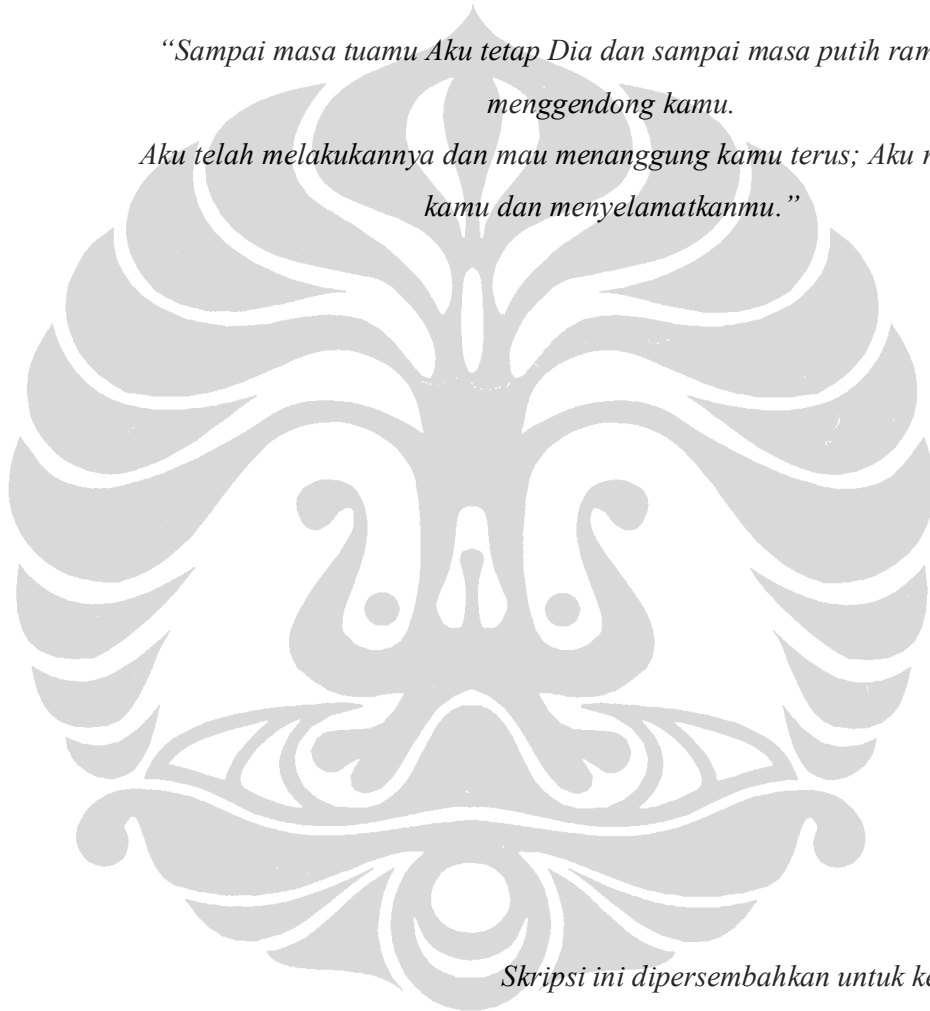 “Sampai masa tuamu Aku tetap Dia dan sampai masa putih
menggendong kamu.
Aku telah melakukannya dan mau menanggung kamu terus; Aku
kamu dan menyelamatkanmu.”
Skripsi ini dipersembahkan untuk